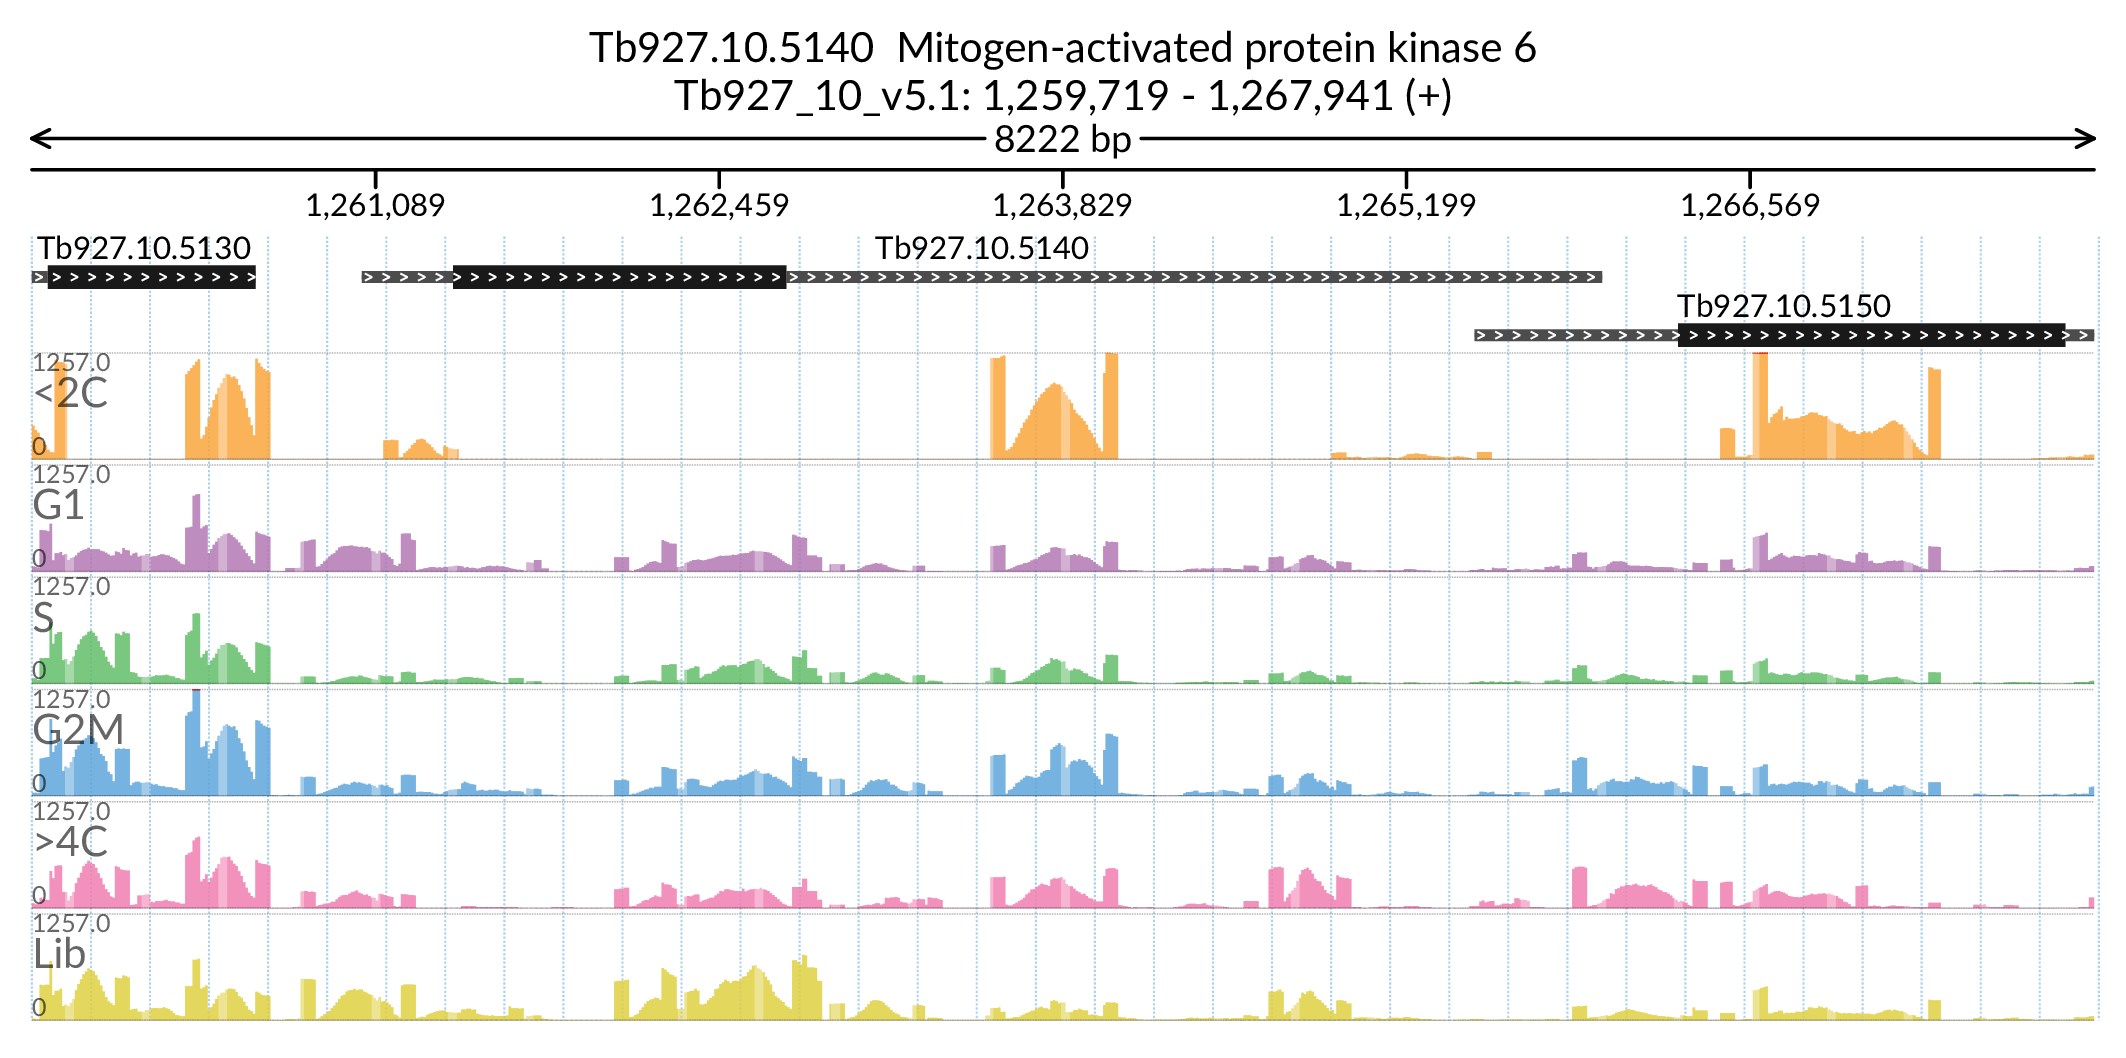 Tb927.10.5140 Mitogen-activated protein kinase 6
Tb927_10_v5.1: 1,259,719 - 1,267,941 (+)
8222 bp
1,261,089 1,262,459 1,263,829 1,265,199 1,266,569
Tb927.10.5130 Tb927.10.5140
Tb927.10.5150
1257.0
<2C
0
1257.0
G1
0
1257.0
S
0
1257.0
G2M
0
1257.0
>4C
0
1257.0
Lib
0